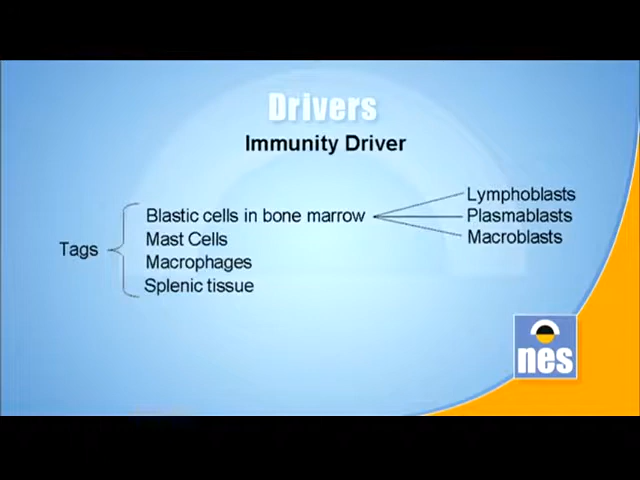 Drivers
Immunity Driver
Tags
Blastic cells in bone marrow
Mast Cells
Macrophages
Splenic tissue
Lymphoblasts
Plasmablasts
Macroblasts
nes